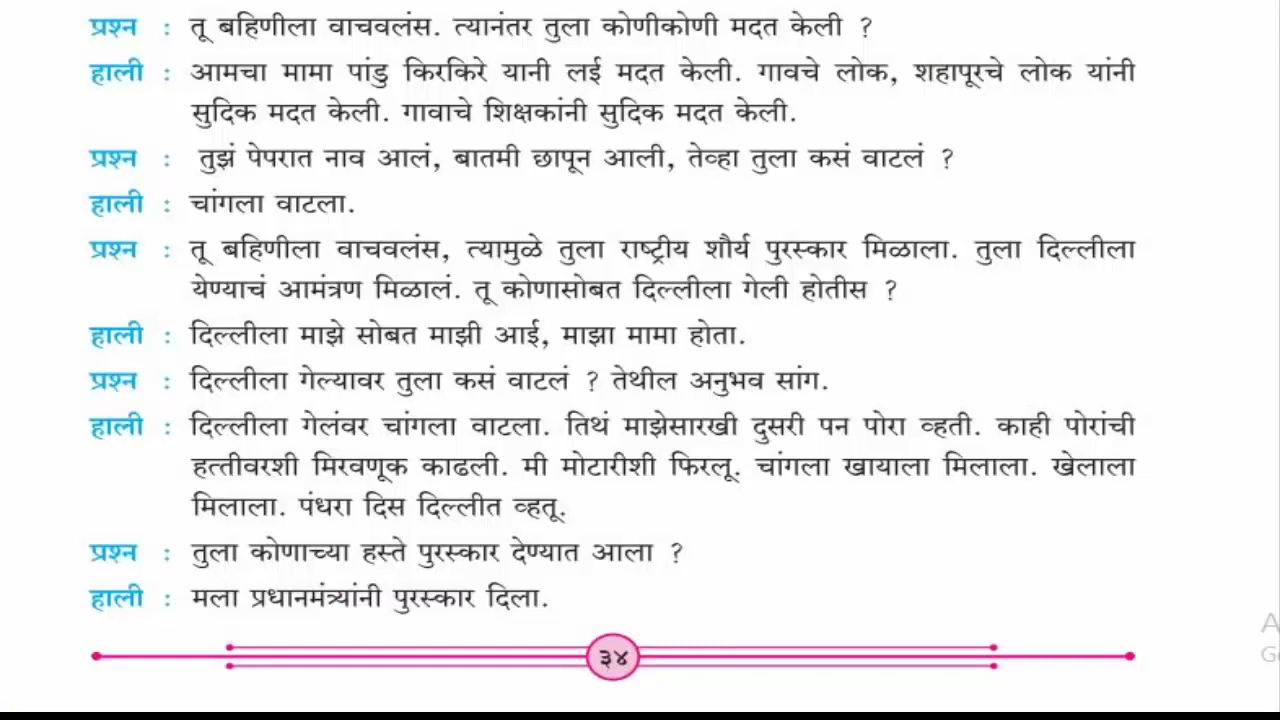 प्रश्न : तू बहिणीला वाचवलंस. त्यानंतर तुला कोणीकोणी मदत केली ?
हाली : आमचा मामा पांडु किरकिरे यानी लई मदत केली. गावचे लोक, शहापूरचे लोक यांनी
सुदिक मदत केली. गावाचे शिक्षकांनी सुदिक मदत केली.
प्रश्न : तुझं पेपरात नाव आलं, बातमी छापून आली, तेव्हा तुला कसं वाटलं ?
हाली : चांगला वाटला.
प्रश्न : तू बहिणीला वाचवलंस, त्यामुळे तुला राष्ट्रीय शौर्य पुरस्कार मिळाला. तुला दिल्लीला
येण्याचं आमंत्रण मिळालं. तू कोणासोबत दिल्लीला गेली होतीस ?
हाली : दिल्लीला माझे सोबत माझी आई, माझा मामा होता.
प्रश्न : दिल्लीला गेल्यावर तुला कसं वाटलं ? तेथील अनुभव सांग.
हाली : दिल्लीला गेलंवर चांगला वाटला. तिथं माझेसारखी दुसरी पन पोरा व्हती. काही पोरांची
हत्तीवरशी मिरवणूक काढली. मी मोटारीशी फिरलू. चांगला खायाला मिलाला. खेलाला
मिलाला. पंधरा दिस दिल्लीत व्हतू.
प्रश्न : तुला कोणाच्या हस्ते पुरस्कार देण्यात आला ?
हाली : मला प्रधानमंत्र्यांनी पुरस्कार दिला.
३४